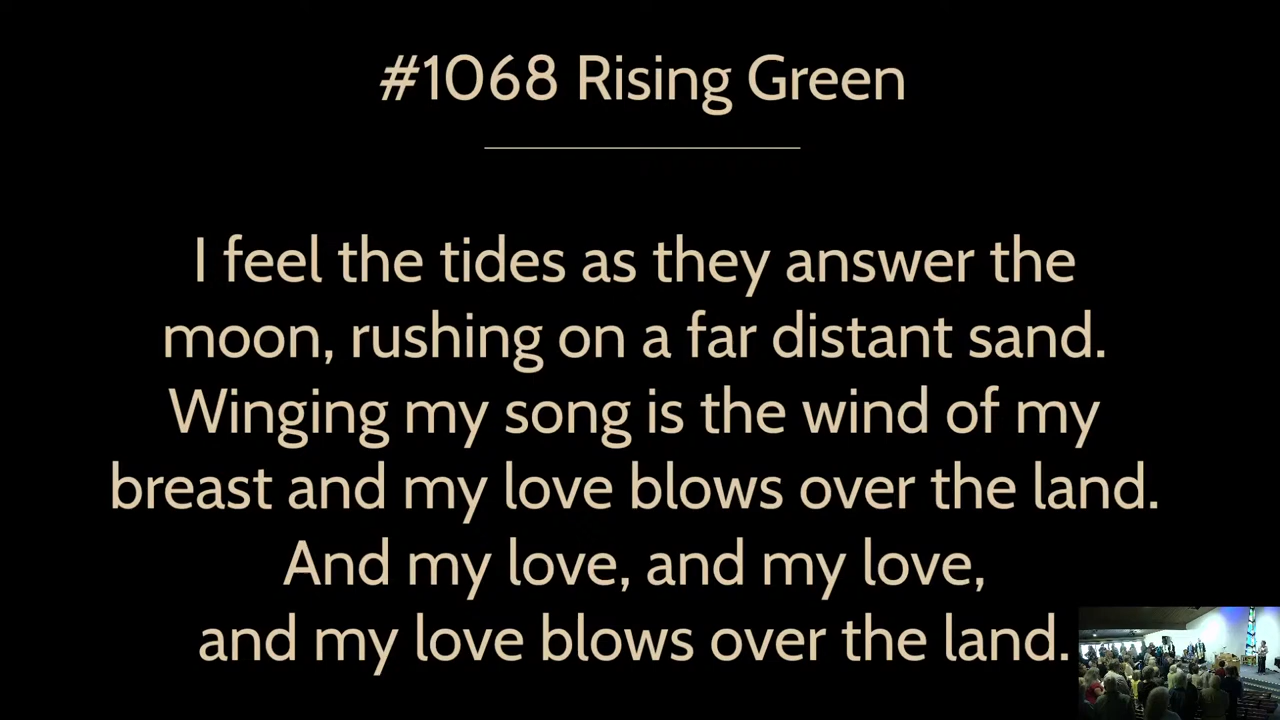 #1068 Rising Green
I feel the tides as they answer the
moon, rushing on a far distant sand.
Winging my song is the wind of my
breast and my love blows over the land.
And my love, and my love,
and my love blows over the land.